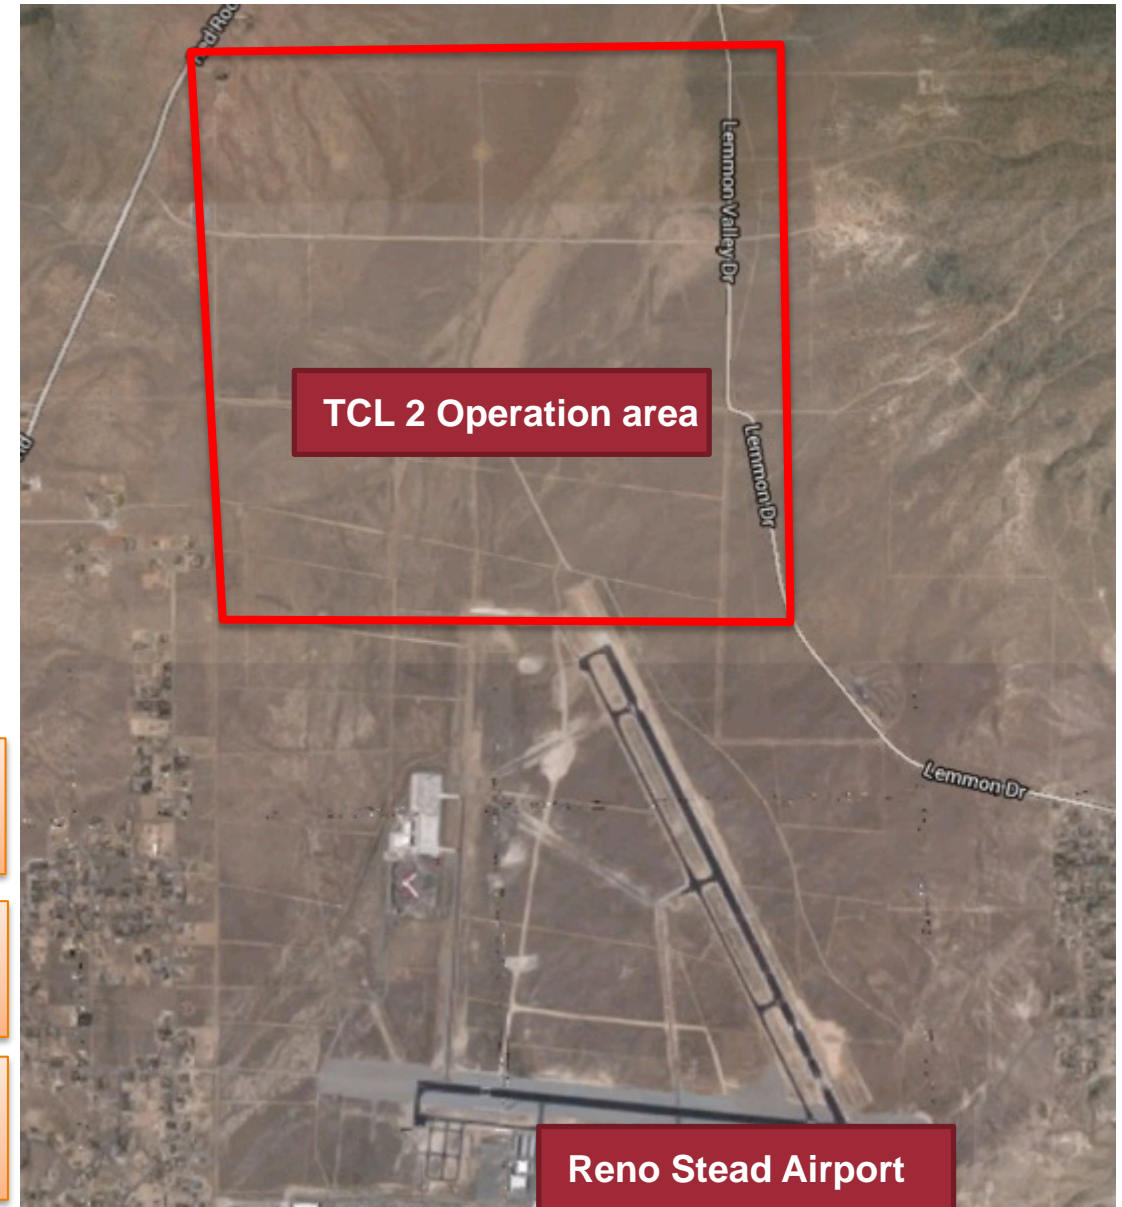 Lemmon Valley Dr
TCL 2 Operation area
Lemmon Dr
Lemmon Dr
Reno Stead Airport